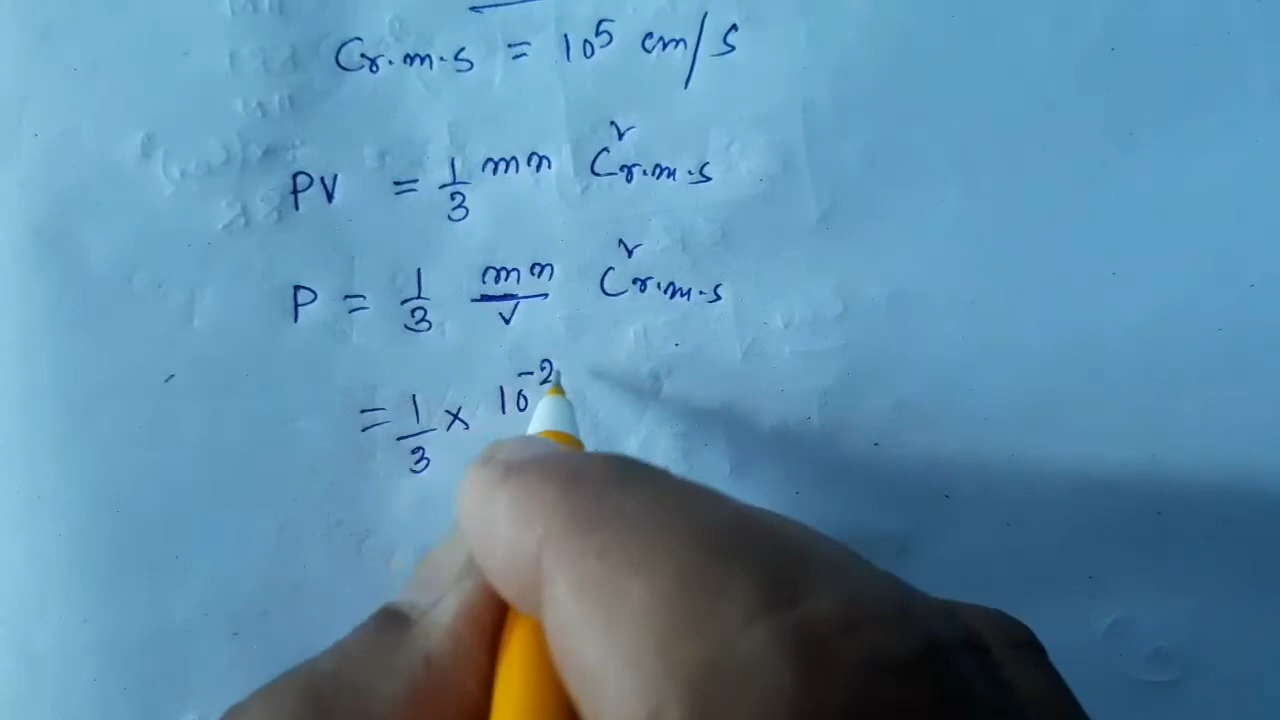 Cr.m.s = 10⁵ cm/s
PV = 1/3 mn C²r.m.s
P = 1/3 mn/V C²r.m.s
= 1/3 × 10⁻²